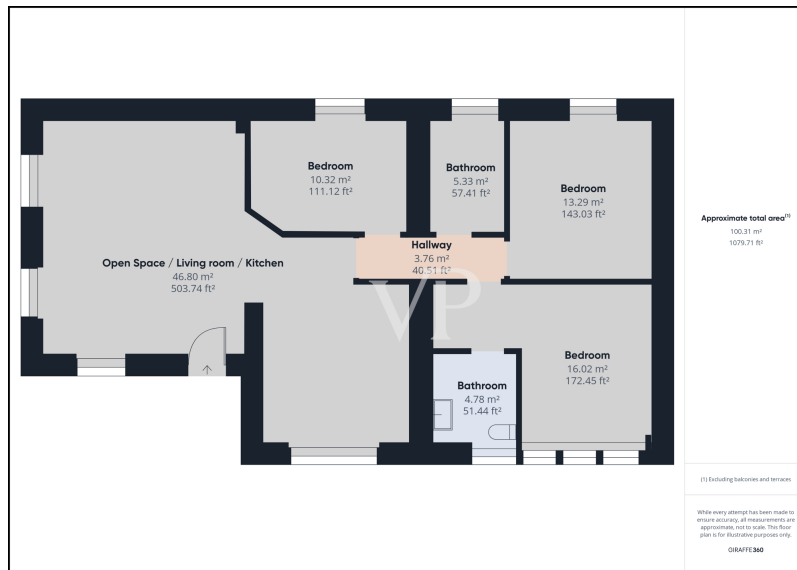 Bedroom
10.32 m²
111.12 ft²
Bathroom
5.33 m²
57.41 ft²
Bedroom
13.29 m²
143.03 ft²
Hallway
3.76 m²
40.51 ft²
Open Space / Living room / Kitchen
46.80 m²
503.74 ft²
VP
Bedroom
16.02 m²
172.45 ft²
Bathroom
4.78 m²
51.44 ft²
Approximate total area(1)
100.31 m²
1079.71 ft²
(1) Excluding balconies and terraces
While every attempt has been made to
ensure accuracy, all measurements are
approximate, not to scale. This floor
plan is for illustrative purposes only.
GIRAFFE360